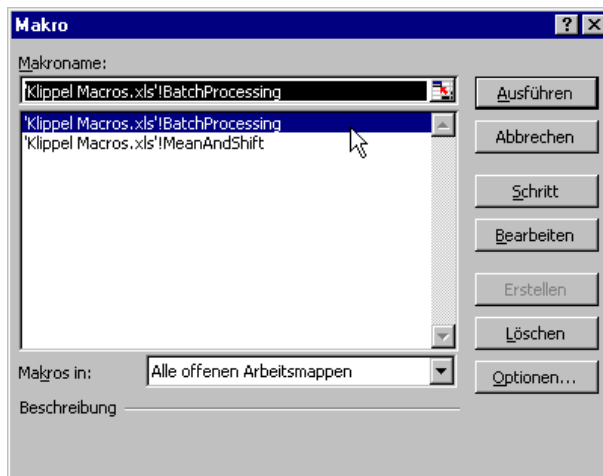 Makro
Makroname:
'Klippel Macros.xls'!BatchProcessing
'Klippel Macros.xls'!BatchProcessing
'Klippel Macros.xls'!MeanAndShift
Makros in:
Alle offenen Arbeitsmappen
Beschreibung
Ausführen
Abbrechen
Schritt
Bearbeiten
Erstellen
Löschen
Optionen...